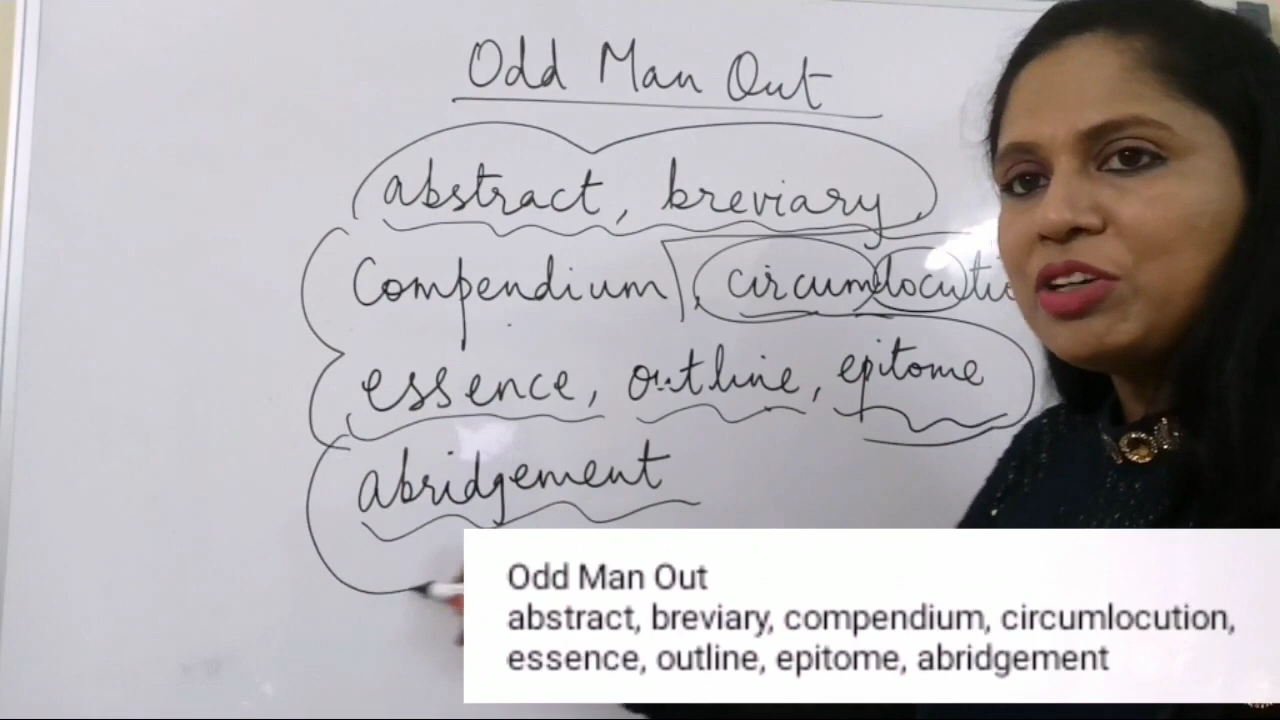 Odd Man Out
abstract, breviary,
Compendium, circumlocutio
essence, outline, epitome
abridgement
Odd Man Out
abstract, breviary, compendium, circumlocution,
essence, outline, epitome, abridgement